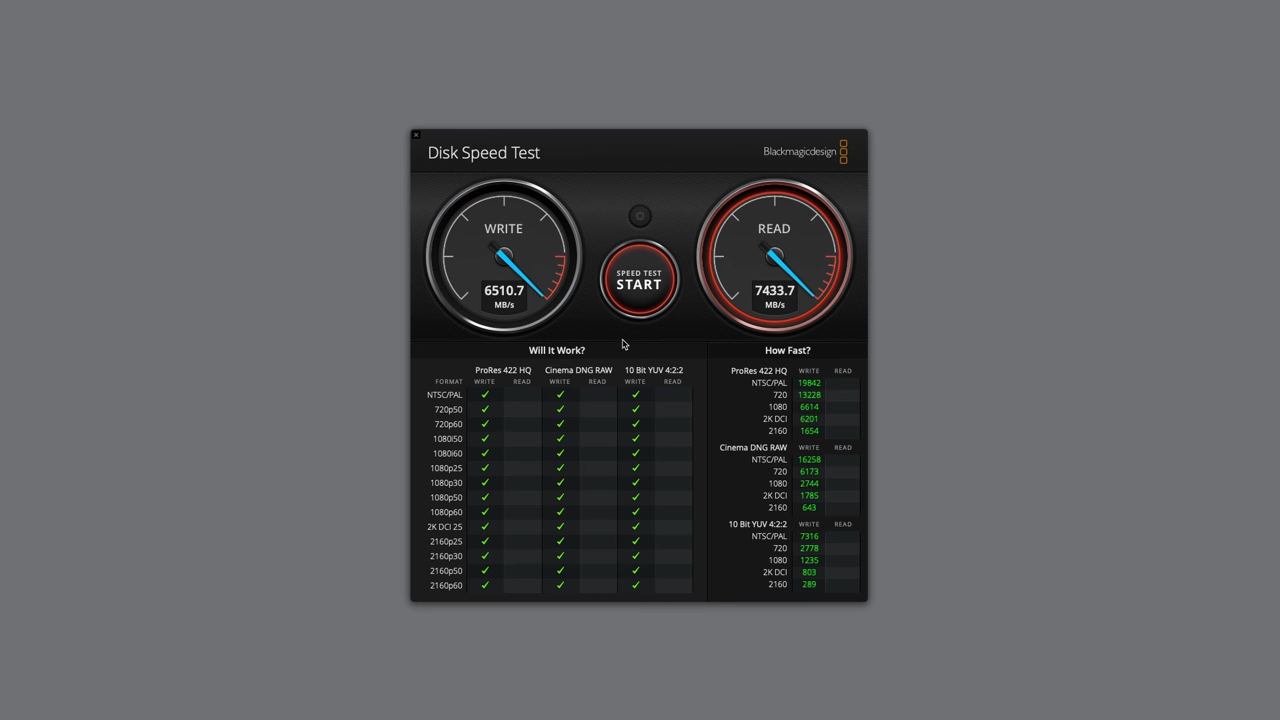 Disk Speed Test
Blackmagicdesign
WRITE
6510.7
MB/s
SPEED TEST
START
READ
7433.7
MB/s
Will It Work?
ProRes 422 HQ Cinema DNG RAW 10 Bit YUV 4:2:2
FORMAT WRITE READ WRITE READ WRITE READ
NTSC/PAL ✓ ✓ ✓
720p50 ✓ ✓ ✓
720p60 ✓ ✓ ✓
1080i50 ✓ ✓ ✓
1080i60 ✓ ✓ ✓
1080p25 ✓ ✓ ✓
1080p30 ✓ ✓ ✓
1080p50 ✓ ✓ ✓
1080p60 ✓ ✓ ✓
2K DCI 25 ✓ ✓ ✓
2160p25 ✓ ✓ ✓
2160p30 ✓ ✓ ✓
2160p50 ✓ ✓ ✓
2160p60 ✓ ✓ ✓
How Fast?
ProRes 422 HQ WRITE READ
NTSC/PAL 19842
720 13228
1080 6614
2K DCI 6201
2160 1654
Cinema DNG RAW WRITE READ
NTSC/PAL 16258
720 6173
1080 2744
2K DCI 1785
2160 643
10 Bit YUV 4:2:2 WRITE READ
NTSC/PAL 7316
720 2778
1080 1235
2K DCI 803
2160 289